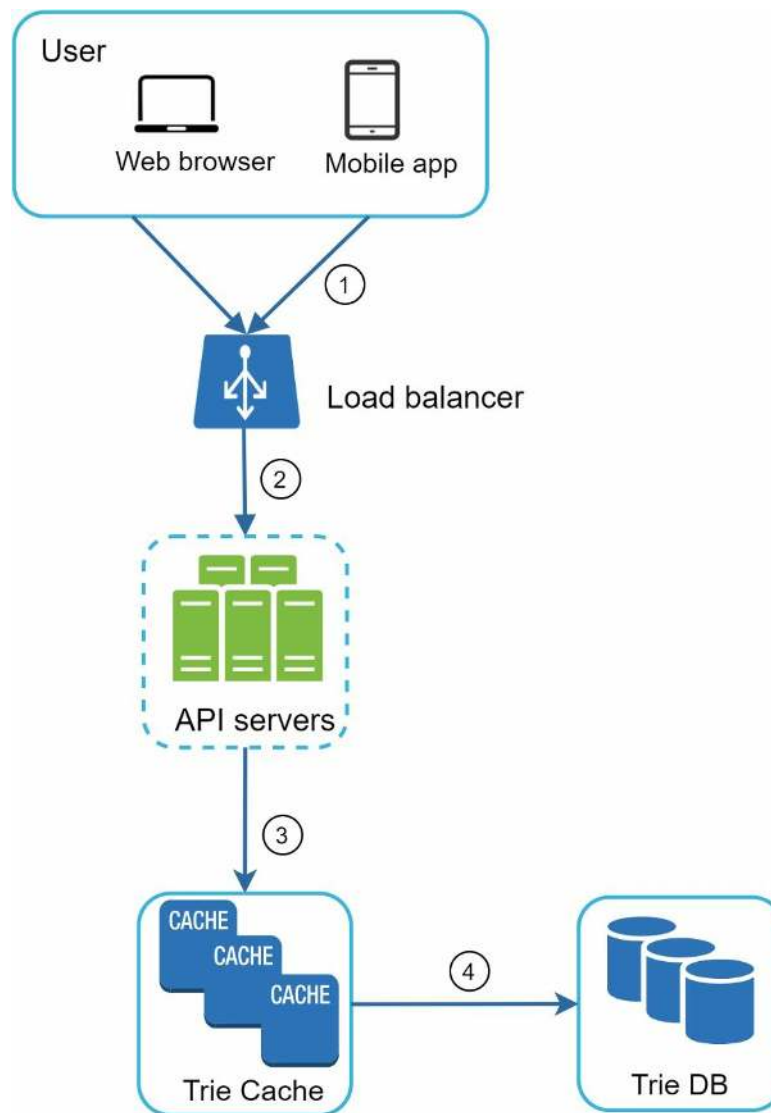 User
Web browser
Mobile app
1
Load balancer
2
API servers
3
CACHE
CACHE
CACHE
4
Trie Cache
Trie DB